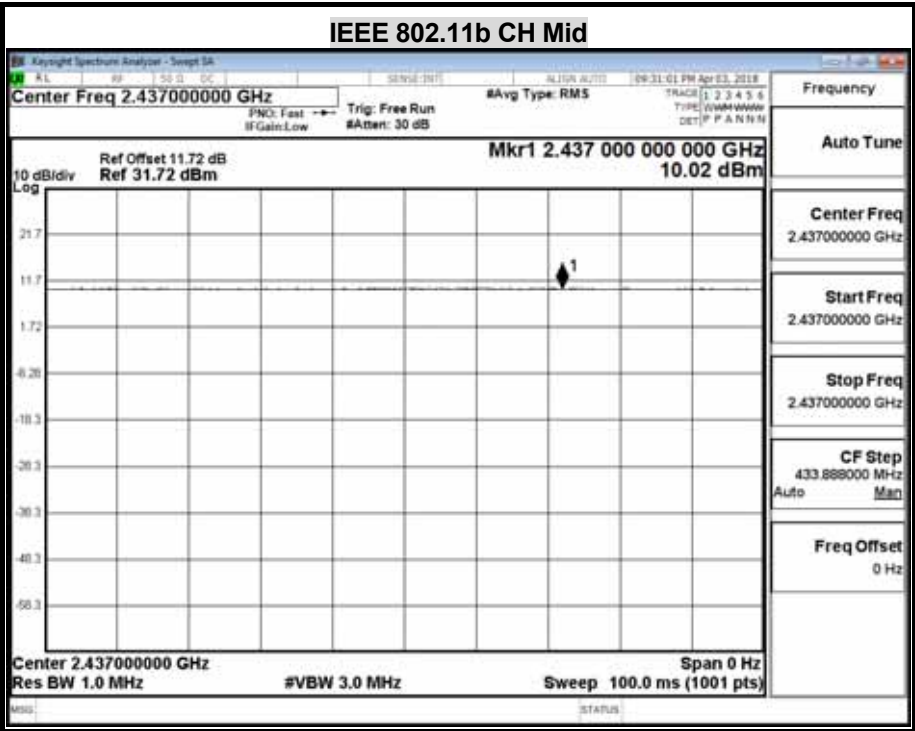 IEEE 802.11b CH Mid
Keysight Spectrum Analyzer - Swept SA
RL RF 50 Ω DC SENSE:INT ALIGN AUTO 09:31:01 PM Apr 03, 2018
Center Freq 2.437000000 GHz
PNO: Fast
IFGain:Low
Trig: Free Run
#Atten: 30 dB
#Avg Type: RMS
TRACE 1 2 3 4 5 6
TYPE
DET P P A N N N
Mkr1 2.437 000 000 000 GHz
10.02 dBm
Ref Offset 11.72 dB
10 dB/div Ref 31.72 dBm
Log
21.7
11.7
1.72
-8.28
-18.3
-28.3
-38.3
-48.3
-58.3
1
Center 2.437000000 GHz Span 0 Hz
Res BW 1.0 MHz #VBW 3.0 MHz Sweep 100.0 ms (1001 pts)
MSG STATUS
Frequency
Auto Tune
Center Freq
2.437000000 GHz
Start Freq
2.437000000 GHz
Stop Freq
2.437000000 GHz
CF Step
433.888000 MHz
Auto Man
Freq Offset
0 Hz